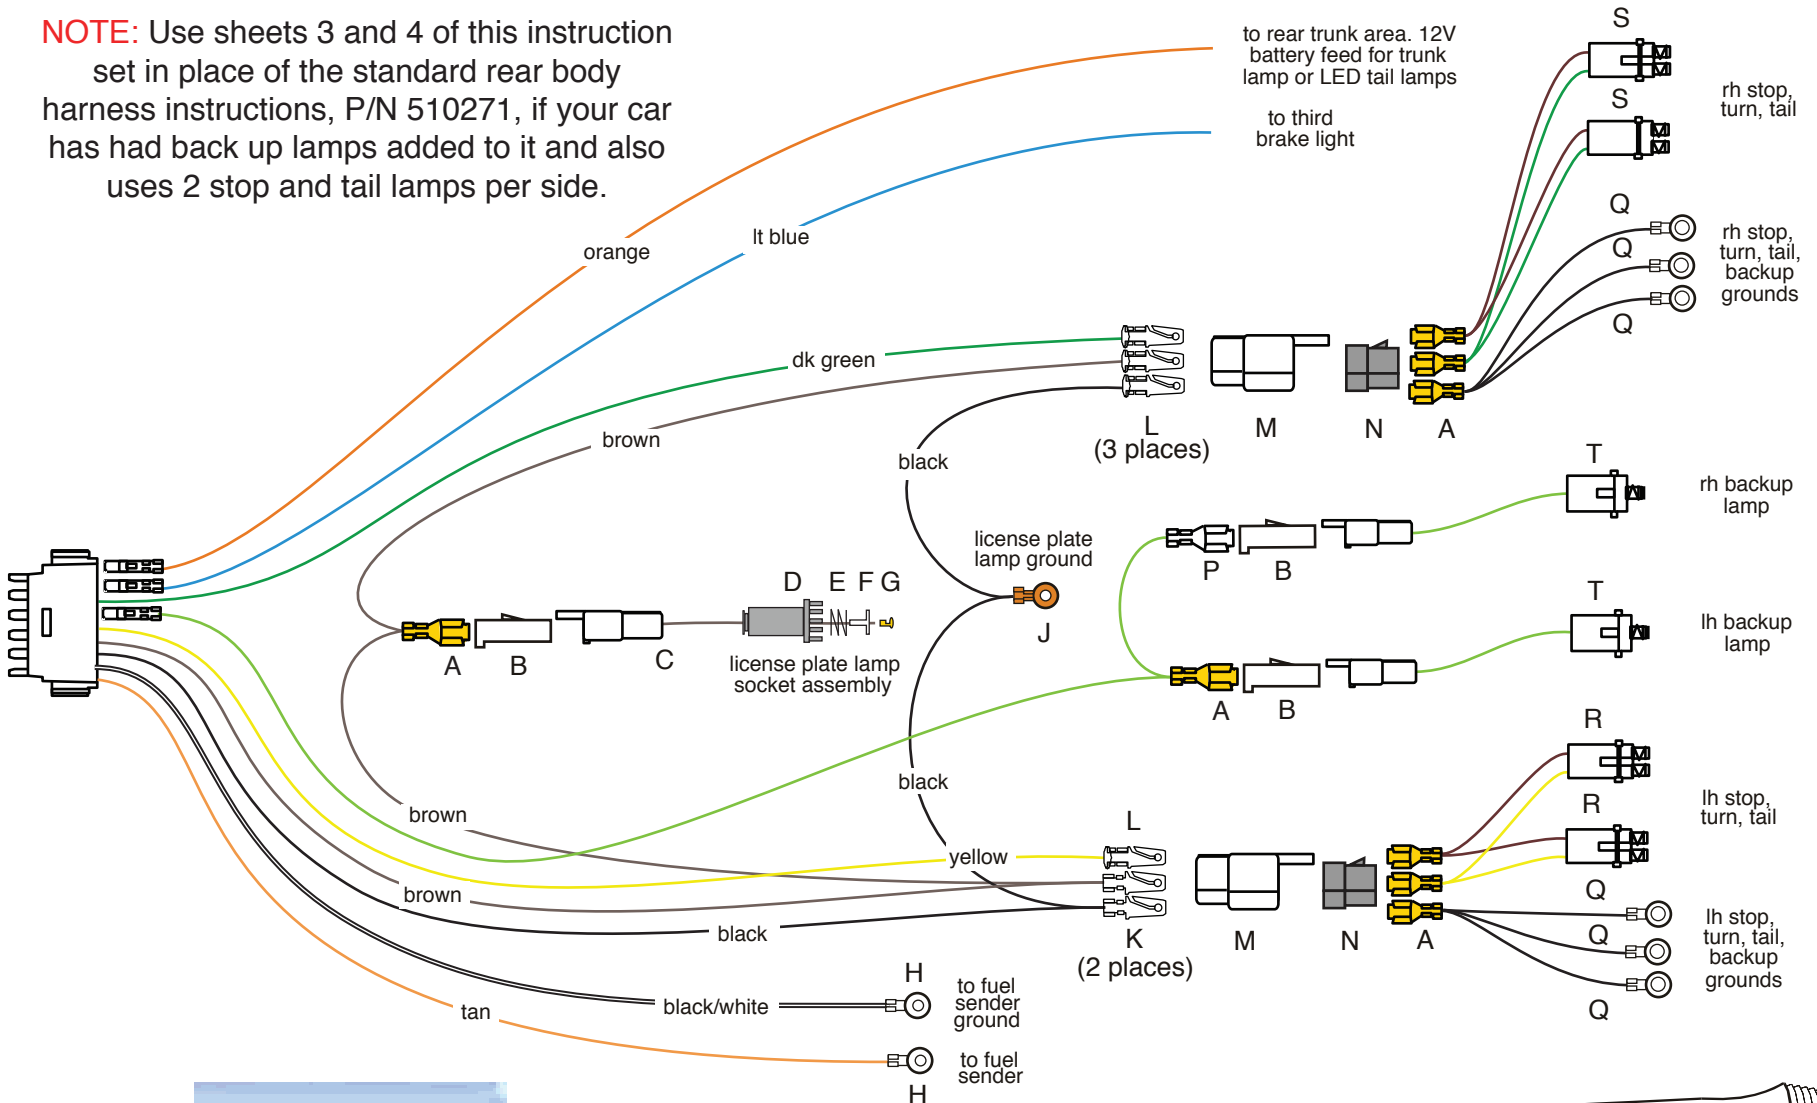 NOTE: Use sheets 3 and 4 of this instruction
set in place of the standard rear body
harness instructions, P/N 510271, if your car
has had back up lamps added to it and also
uses 2 stop and tail lamps per side.
to rear trunk area. 12V
battery feed for trunk
lamp or LED tail lamps
to third
brake light
S
S
rh stop,
turn, tail
Q
Q
Q
rh stop,
turn, tail,
backup
grounds
orange
lt blue
dk green
brown
L
(3 places)
M
N
A
black
T
rh backup
lamp
license plate
lamp ground
P
B
D
E
F
G
J
T
lh backup
lamp
A
B
C
license plate lamp
socket assembly
A
B
R
R
lh stop,
turn, tail
black
brown
L
yellow
brown
black
K
(2 places)
M
N
A
Q
Q
Q
lh stop,
turn, tail,
backup
grounds
H
to fuel
sender
ground
black/white
tan
to fuel
sender
H